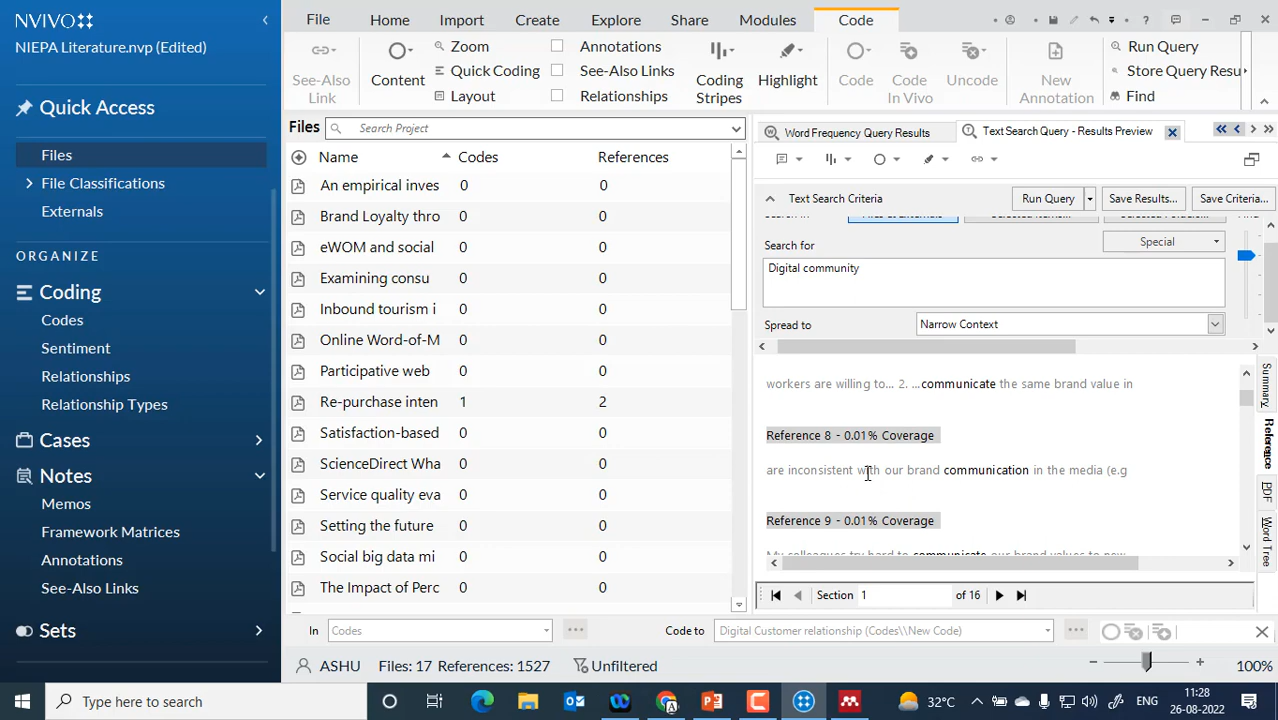 NVIVO
NIEPA Literature.nvp (Edited)
Quick Access
Files
File Classifications
Externals
ORGANIZE
Coding
Codes
Sentiment
Relationships
Relationship Types
Cases
Notes
Memos
Framework Matrices
Annotations
See-Also Links
Sets
File Home Import Create Explore Share Modules Code
See-Also Link
Content
Zoom
Quick Coding
Layout
Annotations
See-Also Links
Relationships
Coding Stripes
Highlight
Code
Code In Vivo
Uncode
New Annotation
Run Query
Store Query Resu
Find
Files Search Project
Name Codes References
An empirical inves 0 0
Brand Loyalty thro 0 0
eWOM and social 0 0
Examining consu 0 0
Inbound tourism i 0 0
Online Word-of-M 0 0
Participative web 0 0
Re-purchase inten 1 2
Satisfaction-based 0 0
ScienceDirect Wha 0 0
Service quality eva 0 0
Setting the future 0 0
Social big data mi 0 0
The Impact of Perc 0 0
Word Frequency Query Results
Text Search Query - Results Preview
Text Search Criteria Run Query Save Results... Save Criteria...
Search for Special
Digital community
Spread to Narrow Context
workers are willing to... 2. ...communicate the same brand value in
Reference 8 - 0.01% Coverage
are inconsistent with our brand communication in the media (e.g
Reference 9 - 0.01% Coverage
My colleagues try hard to communicate our brand values to new
Summary
Reference
PDF
Word Tree
Section 1 of 16
In Codes Code to Digital Customer relationship (Codes\\New Code)
ASHU Files: 17 References: 1527 Unfiltered 100%
Type here to search
32°C ENG 11:28
26-08-2022